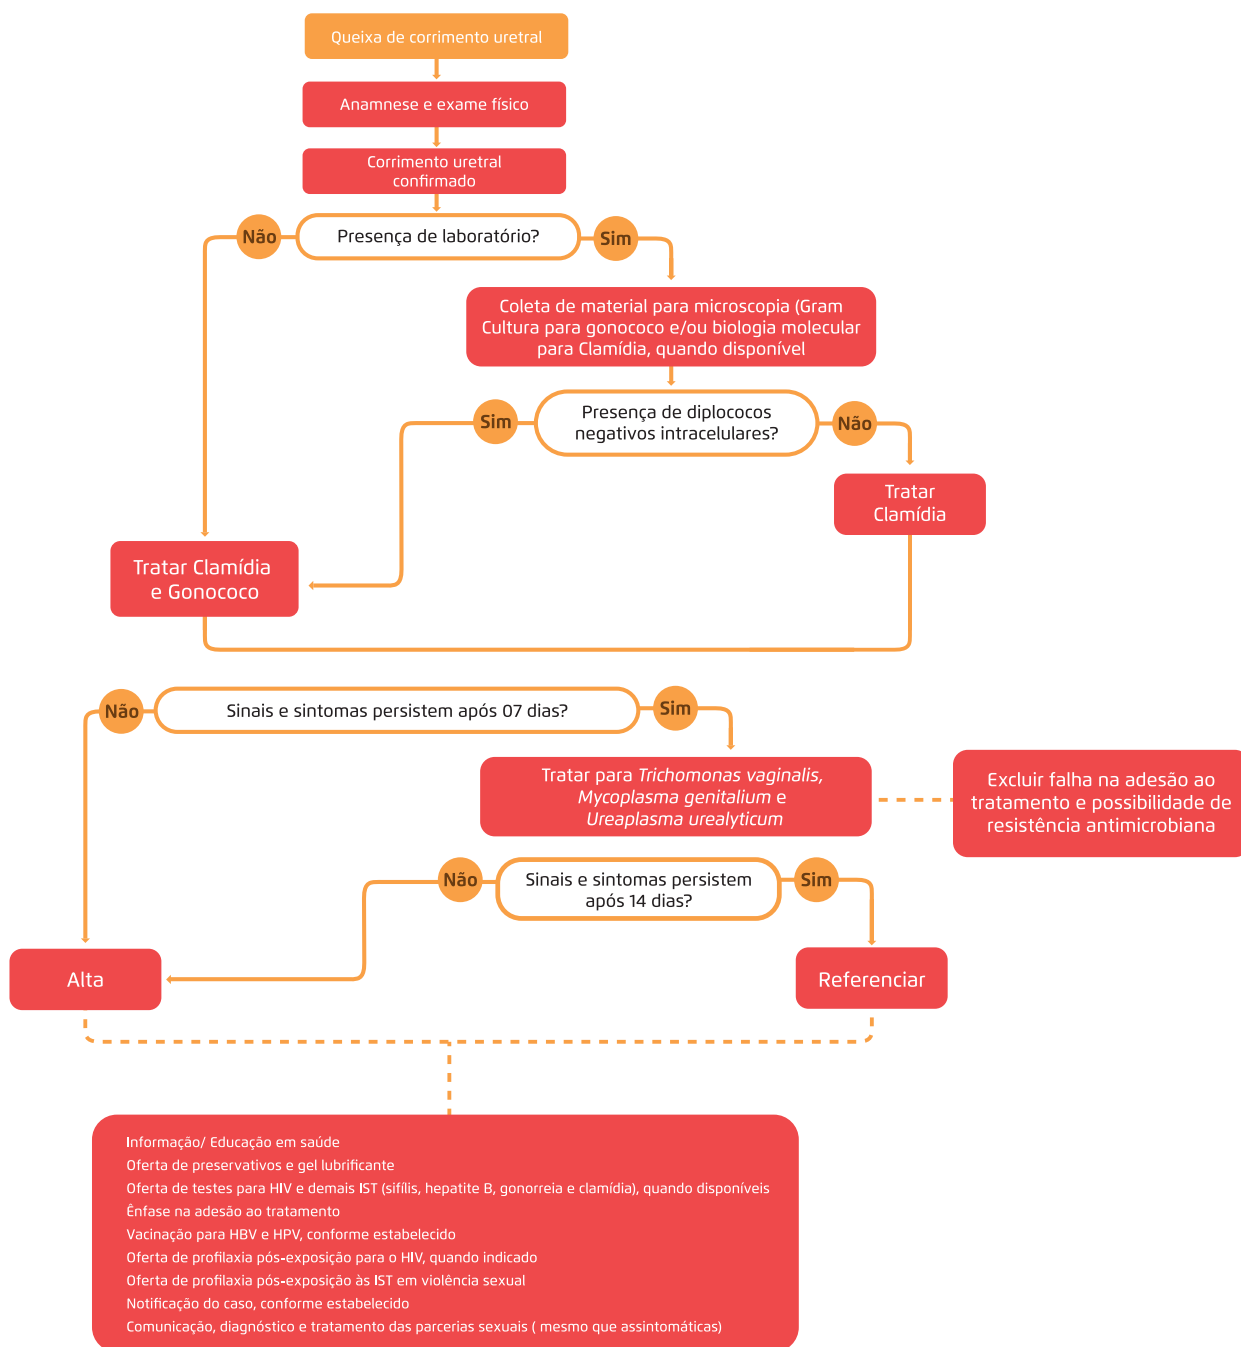 Queixa de corrimento uretral
Anamnese e exame físico
Corrimento uretral
confirmado
Não
Presença de laboratório?
Sim
Coleta de material para microscopia (Gram
Cultura para gonococo e/ou biologia molecular
para Clamídia, quando disponível
Sim
Presença de diplococos
negativos intracelulares?
Não
Tratar
Clamídia
Tratar Clamídia
e Gonococo
Não
Sinais e sintomas persistem após 07 dias?
Sim
Tratar para Trichomonas vaginalis,
Mycoplasma genitalium e
Ureaplasma urealyticum
Excluir falha na adesão ao
tratamento e possibilidade de
resistência antimicrobiana
Não
Sinais e sintomas persistem
após 14 dias?
Sim
Alta
Referenciar
Informação/ Educação em saúde
Oferta de preservativos e gel lubrificante
Oferta de testes para HIV e demais IST (sifílis, hepatite B, gonorreia e clamídia), quando disponíveis
Ênfase na adesão ao tratamento
Vacinação para HBV e HPV, conforme estabelecido
Oferta de profilaxia pós-exposição para o HIV, quando indicado
Oferta de profilaxia pós-exposição às IST em violência sexual
Notificação do caso, conforme estabelecido
Comunicação, diagnóstico e tratamento das parcerias sexuais ( mesmo que assintomáticas)